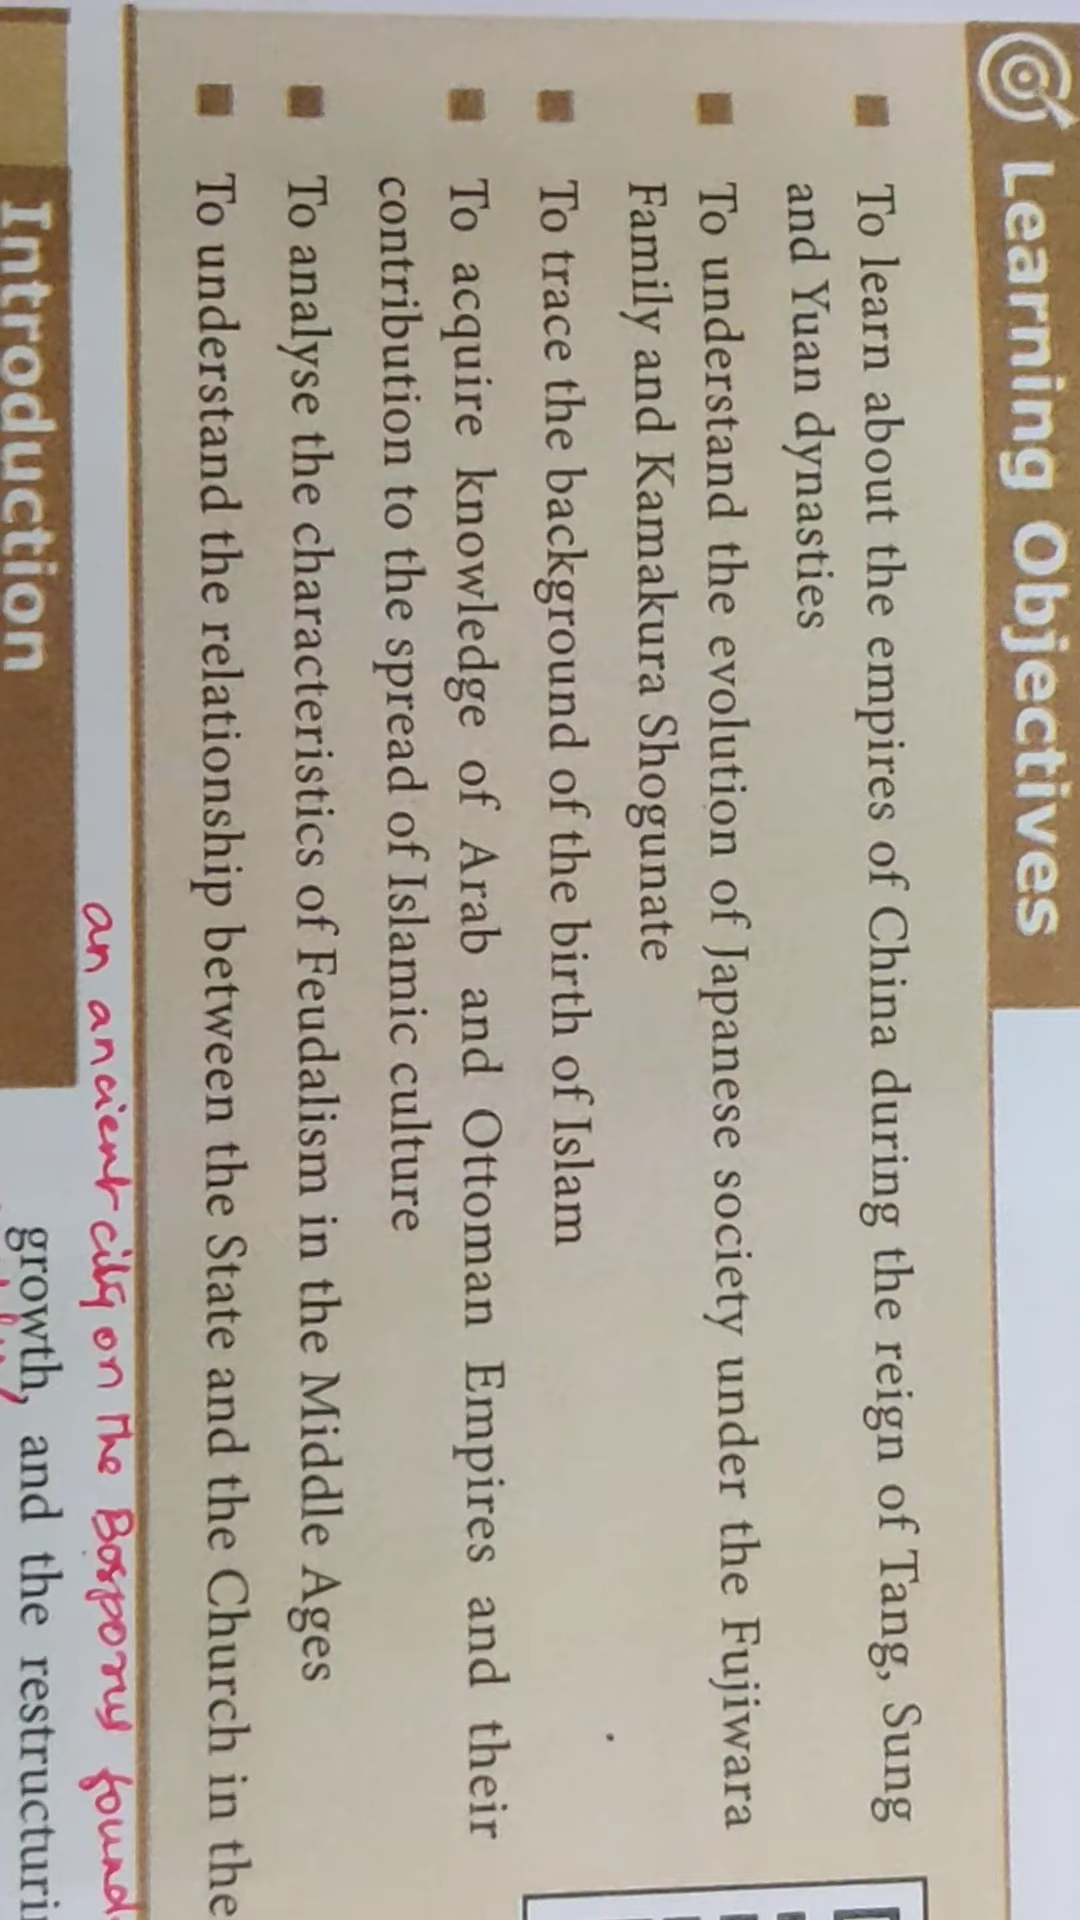 Learning Objectives
To learn about the empires of China during the reign of Tang, Sung
and Yuan dynasties
To understand the evolution of Japanese society under the Fujiwara
Family and Kamakura Shogunate
To trace the background of the birth of Islam
To acquire knowledge of Arab and Ottoman Empires and their
contribution to the spread of Islamic culture
To analyse the characteristics of Feudalism in the Middle Ages
To understand the relationship between the State and the Church in the
an ancient city on the Bosporus found
Introduction
growth, and the